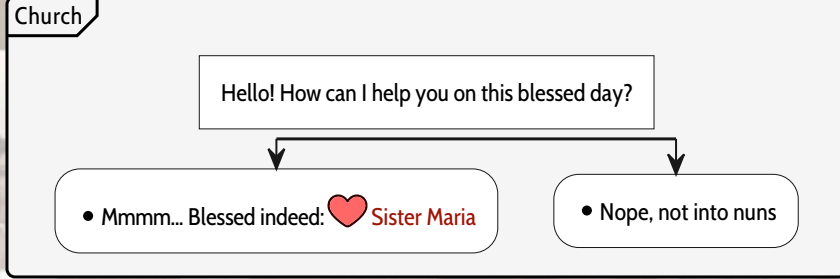 Church
Hello! How can I help you on this blessed day?
• Mmmm... Blessed indeed: ❤ Sister Maria
• Nope, not into nuns